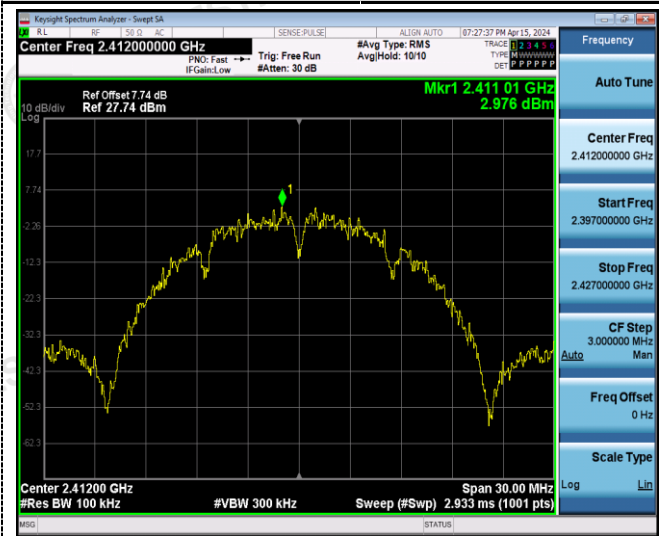 Keysight Spectrum Analyzer - Swept SA
RL RF 50 Ω AC SENSE:PULSE ALIGN AUTO 07:27:37 PM Apr 15, 2024
Center Freq 2.412000000 GHz
PNO: Fast
IFGain:Low
Trig: Free Run
#Atten: 30 dB
#Avg Type: RMS
Avg|Hold: 10/10
TRACE 1 2 3 4 5 6
TYPE M WWWWW
DET P P P P P P
Ref Offset 7.74 dB
Ref 27.74 dBm
10 dB/div
Log
Mkr1 2.411 01 GHz
2.976 dBm
17.7
7.74
-2.26
-12.3
-22.3
-32.3
-42.3
-52.3
-62.3
1
Center 2.41200 GHz
Span 30.00 MHz
#Res BW 100 kHz
#VBW 300 kHz
Sweep (#Swp) 2.933 ms (1001 pts)
MSG
STATUS
Frequency
Auto Tune
Center Freq
2.412000000 GHz
Start Freq
2.397000000 GHz
Stop Freq
2.427000000 GHz
CF Step
3.000000 MHz
Auto Man
Freq Offset
0 Hz
Scale Type
Log Lin